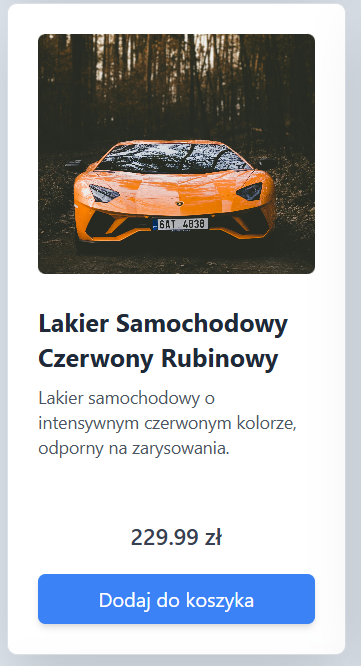 6AT 4838
Lakier Samochodowy
Czerwony Rubinowy
Lakier samochodowy o
intensywnym czerwonym kolorze,
odporny na zarysowania.
229.99 zł
Dodaj do koszyka